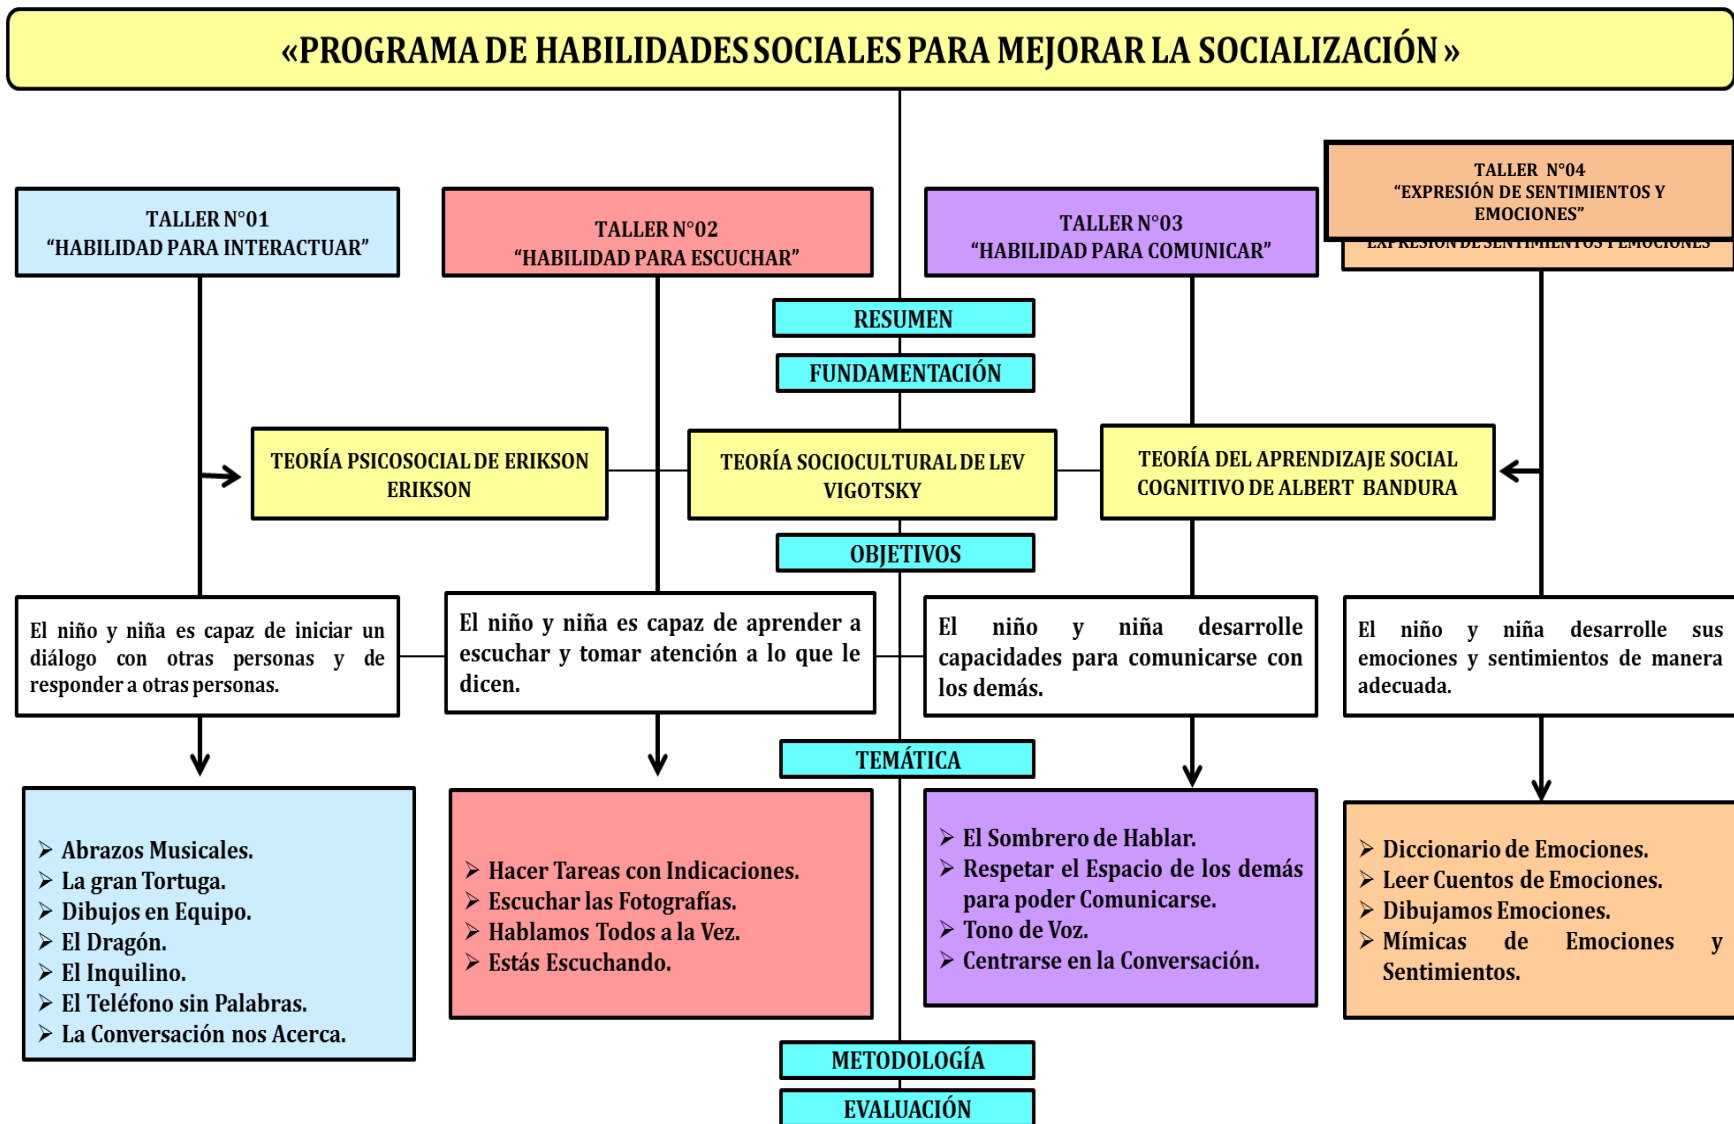 «PROGRAMA DE HABILIDADES SOCIALES PARA MEJORAR LA SOCIALIZACIÓN »
TALLER N°01
“HABILIDAD PARA INTERACTUAR”
TALLER N°02
“HABILIDAD PARA ESCUCHAR”
TALLER N°03
“HABILIDAD PARA COMUNICAR”
TALLER N°04
“EXPRESIÓN DE SENTIMIENTOS Y
EMOCIONES”
EXPRESIÓN DE SENTIMIENTOS Y EMOCIONES
RESUMEN
FUNDAMENTACIÓN
TEORÍA PSICOSOCIAL DE ERIKSON
ERIKSON
TEORÍA SOCIOCULTURAL DE LEV
VIGOTSKY
TEORÍA DEL APRENDIZAJE SOCIAL
COGNITIVO DE ALBERT BANDURA
OBJETIVOS
El niño y niña es capaz de iniciar un
diálogo con otras personas y de
responder a otras personas.
El niño y niña es capaz de aprender a
escuchar y tomar atención a lo que le
dicen.
El niño y niña desarrolle
capacidades para comunicarse con
los demás.
El niño y niña desarrolle sus
emociones y sentimientos de manera
adecuada.
TEMÁTICA
➢ Abrazos Musicales.
➢ La gran Tortuga.
➢ Dibujos en Equipo.
➢ El Dragón.
➢ El Inquilino.
➢ El Teléfono sin Palabras.
➢ La Conversación nos Acerca.
➢ Hacer Tareas con Indicaciones.
➢ Escuchar las Fotografías.
➢ Hablamos Todos a la Vez.
➢ Estás Escuchando.
➢ El Sombrero de Hablar.
➢ Respetar el Espacio de los demás
para poder Comunicarse.
➢ Tono de Voz.
➢ Centrarse en la Conversación.
➢ Diccionario de Emociones.
➢ Leer Cuentos de Emociones.
➢ Dibujamos Emociones.
➢ Mímicas de Emociones y
Sentimientos.
METODOLOGÍA
EVALUACIÓN